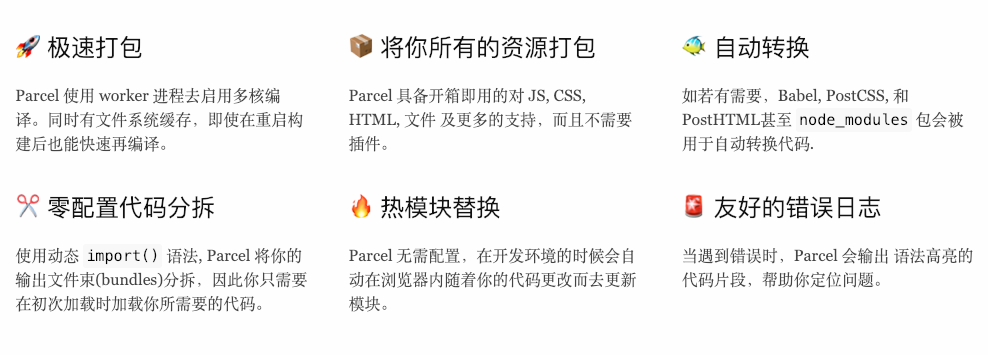 🚀 极速打包
Parcel 使用 worker 进程去启用多核编
译。同时有文件系统缓存，即使在重启构
建后也能快速再编译。
📦 将你所有的资源打包
Parcel 具备开箱即用的对 JS, CSS,
HTML, 文件 及更多的支持，而且不需要
插件。
🐠 自动转换
如若有需要，Babel, PostCSS, 和
PostHTML甚至 node_modules 包会被
用于自动转换代码.
✂️ 零配置代码分拆
使用动态 import() 语法, Parcel 将你的
输出文件束(bundles)分拆，因此你只需要
在初次加载时加载你所需要的代码。
🔥 热模块替换
Parcel 无需配置，在开发环境的时候会自
动在浏览器内随着你的代码更改而去更新
模块。
🚨 友好的错误日志
当遇到错误时，Parcel 会输出 语法高亮的
代码片段，帮助你定位问题。